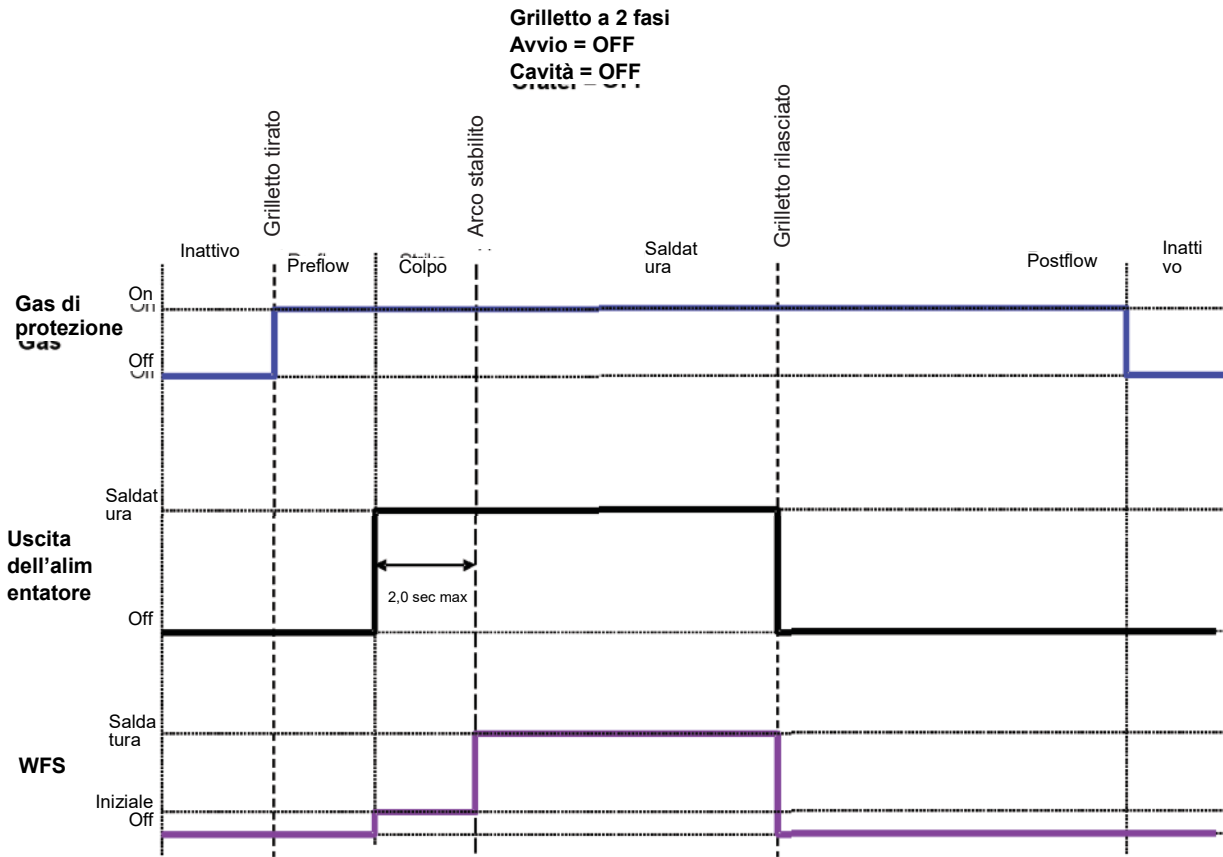 Grilletto a 2 fasi
Avvio = OFF
Cavità = OFF
Grilletto tirato
Arco stabilito
Grilletto rilasciato
Inattivo
Preflow
Colpo
Saldat
ura
Postflow
Inatti
vo
Gas di
protezione
On
Off
Uscita
dell'alim
entatore
Saldat
ura
2,0 sec max
Off
WFS
Salda
tura
Iniziale
Off